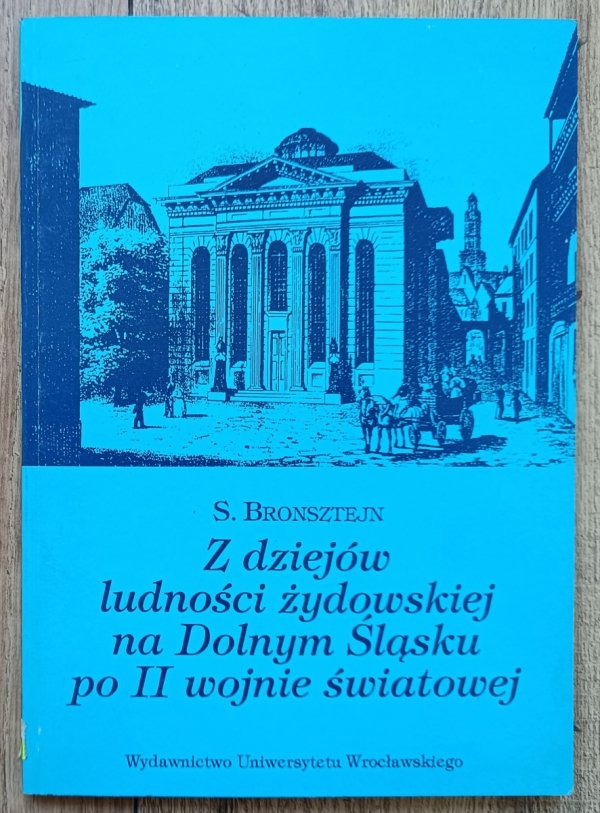 S. BRONSZTEJN
Z dziejów
ludności żydowskiej
na Dolnym Śląsku
po II wojnie światowej
Wydawnictwo Uniwersytetu Wrocławskiego